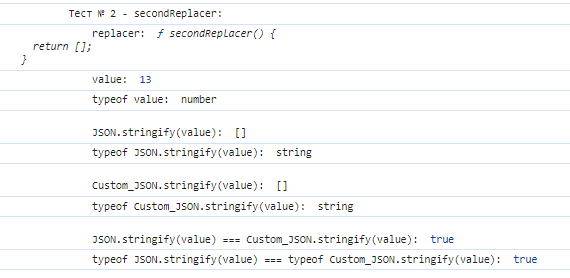 Тест № 2 - secondReplacer:
replacer: ƒ secondReplacer() {
return [];
}
value: 13
typeof value: number
JSON.stringify(value): []
typeof JSON.stringify(value): string
Custom_JSON.stringify(value): []
typeof Custom_JSON.stringify(value): string
JSON.stringify(value) === Custom_JSON.stringify(value): true
typeof JSON.stringify(value) === typeof Custom_JSON.stringify(value): true